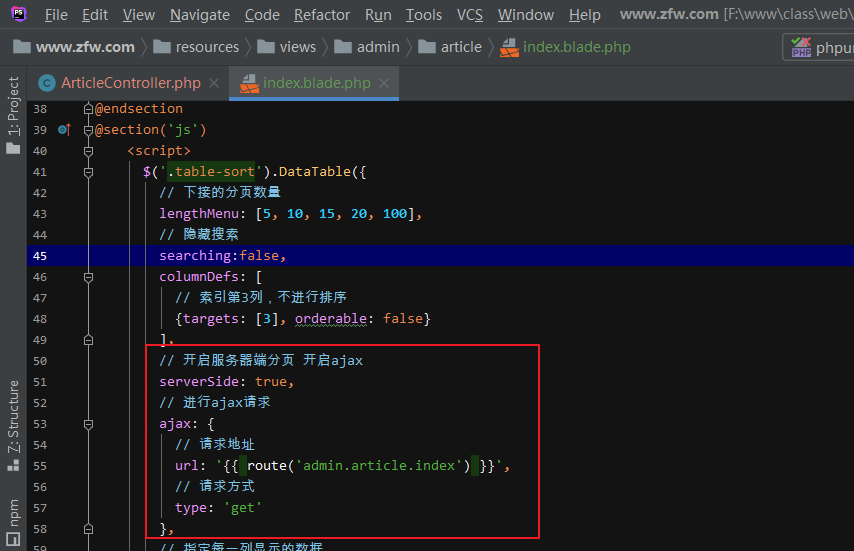 File Edit View Navigate Code Refactor Run Tools VCS Window Help www.zfw.com [F:\www\class\web\
www.zfw.com resources views admin article index.blade.php
ArticleController.php index.blade.php
1: Project
Z: Structure
npm
38 @endsection
39 @section('js')
40 <script>
41 $('.table-sort').DataTable({
42 // 下接的分页数量
43 lengthMenu: [5, 10, 15, 20, 100],
44 // 隐藏搜索
45 searching:false,
46 columnDefs: [
47 // 索引第3列，不进行排序
48 {targets: [3], orderable: false}
49 ],
50 // 开启服务器端分页 开启ajax
51 serverSide: true,
52 // 进行ajax请求
53 ajax: {
54 // 请求地址
55 url: '{{ route('admin.article.index') }}',
56 // 请求方式
57 type: 'get'
58 },
59 // 指定每一列显示的数据